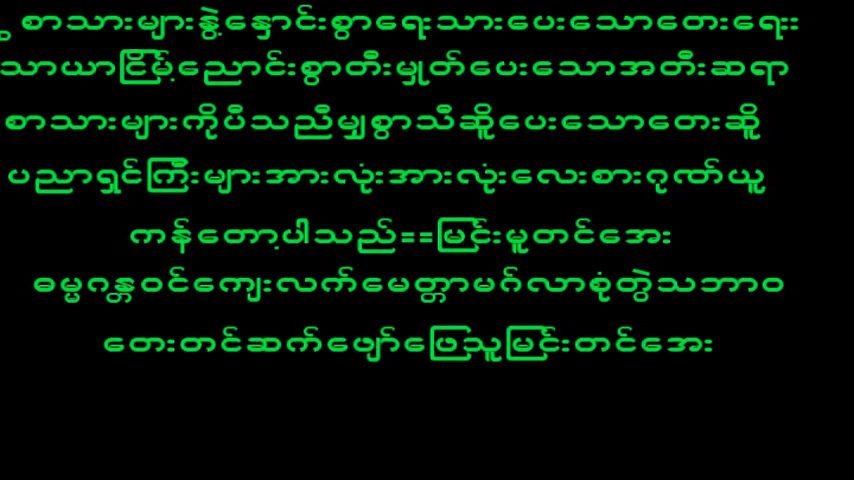 စာသားများနွဲ့နှောင်းစွာရေးသားပေးသောတေးရေး
သာယာငြိမ့်ညောင်းစွာတီးမှုတ်ပေးသောအတီးဆရာ
စာသားများကိုပီသညီမျှစွာသီဆိူပေးသောတေးဆိူ
ပညာရှင်ကြီးများအားလုံးအားလုံးလေးစားဂုဏ်ယူ
ကန်တော့ပါသည်==မြင်းမူတင်အေး
ဓမ္မဂန္တဝင်ကျေးလက်မေတ္တာမင်္ဂလာစုံတွဲသဘာဝ
တေးတင်ဆက်ဖျော်ဖြေသူမြင်းတင်အေး